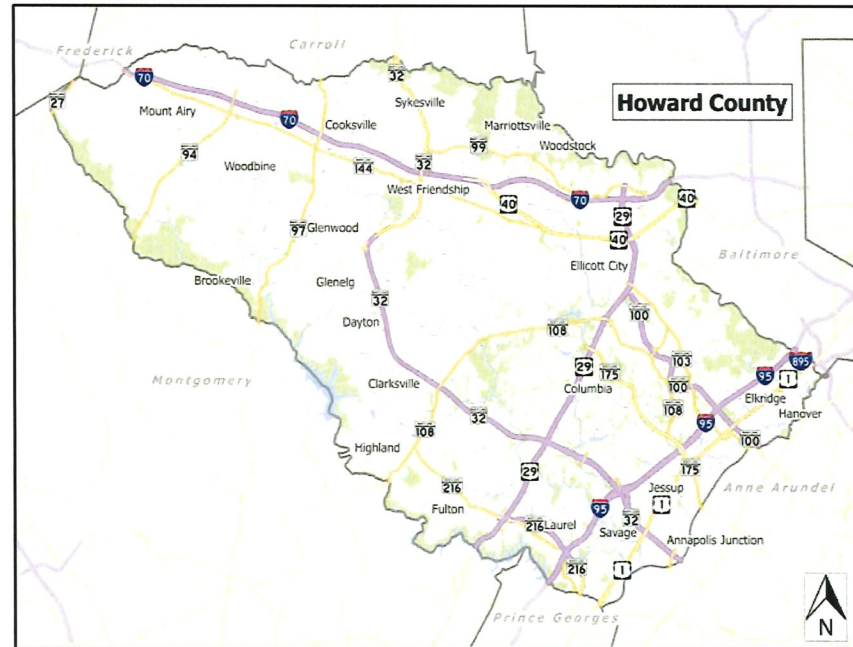 Frederick
Carroll
70
32
27
Sykesville
Howard County
Mount Airy
70
Cooksville
Marriottsville
99
Woodstock
94
Woodbine
144
32
West Friendship
70
40
40
29
97
Glenwood
40
Baltimore
Ellicott City
Brookeville
Glenelg
32
100
Dayton
108
103
895
Montgomery
29
175
Columbia
100
95
1
Clarksville
Elkridge
32
108
95
Hanover
108
100
Highland
29
175
216
Jessup
Anne Arundel
Fulton
95
1
216
Laurel
Savage
32
Annapolis Junction
216
1
Prince Georges
N